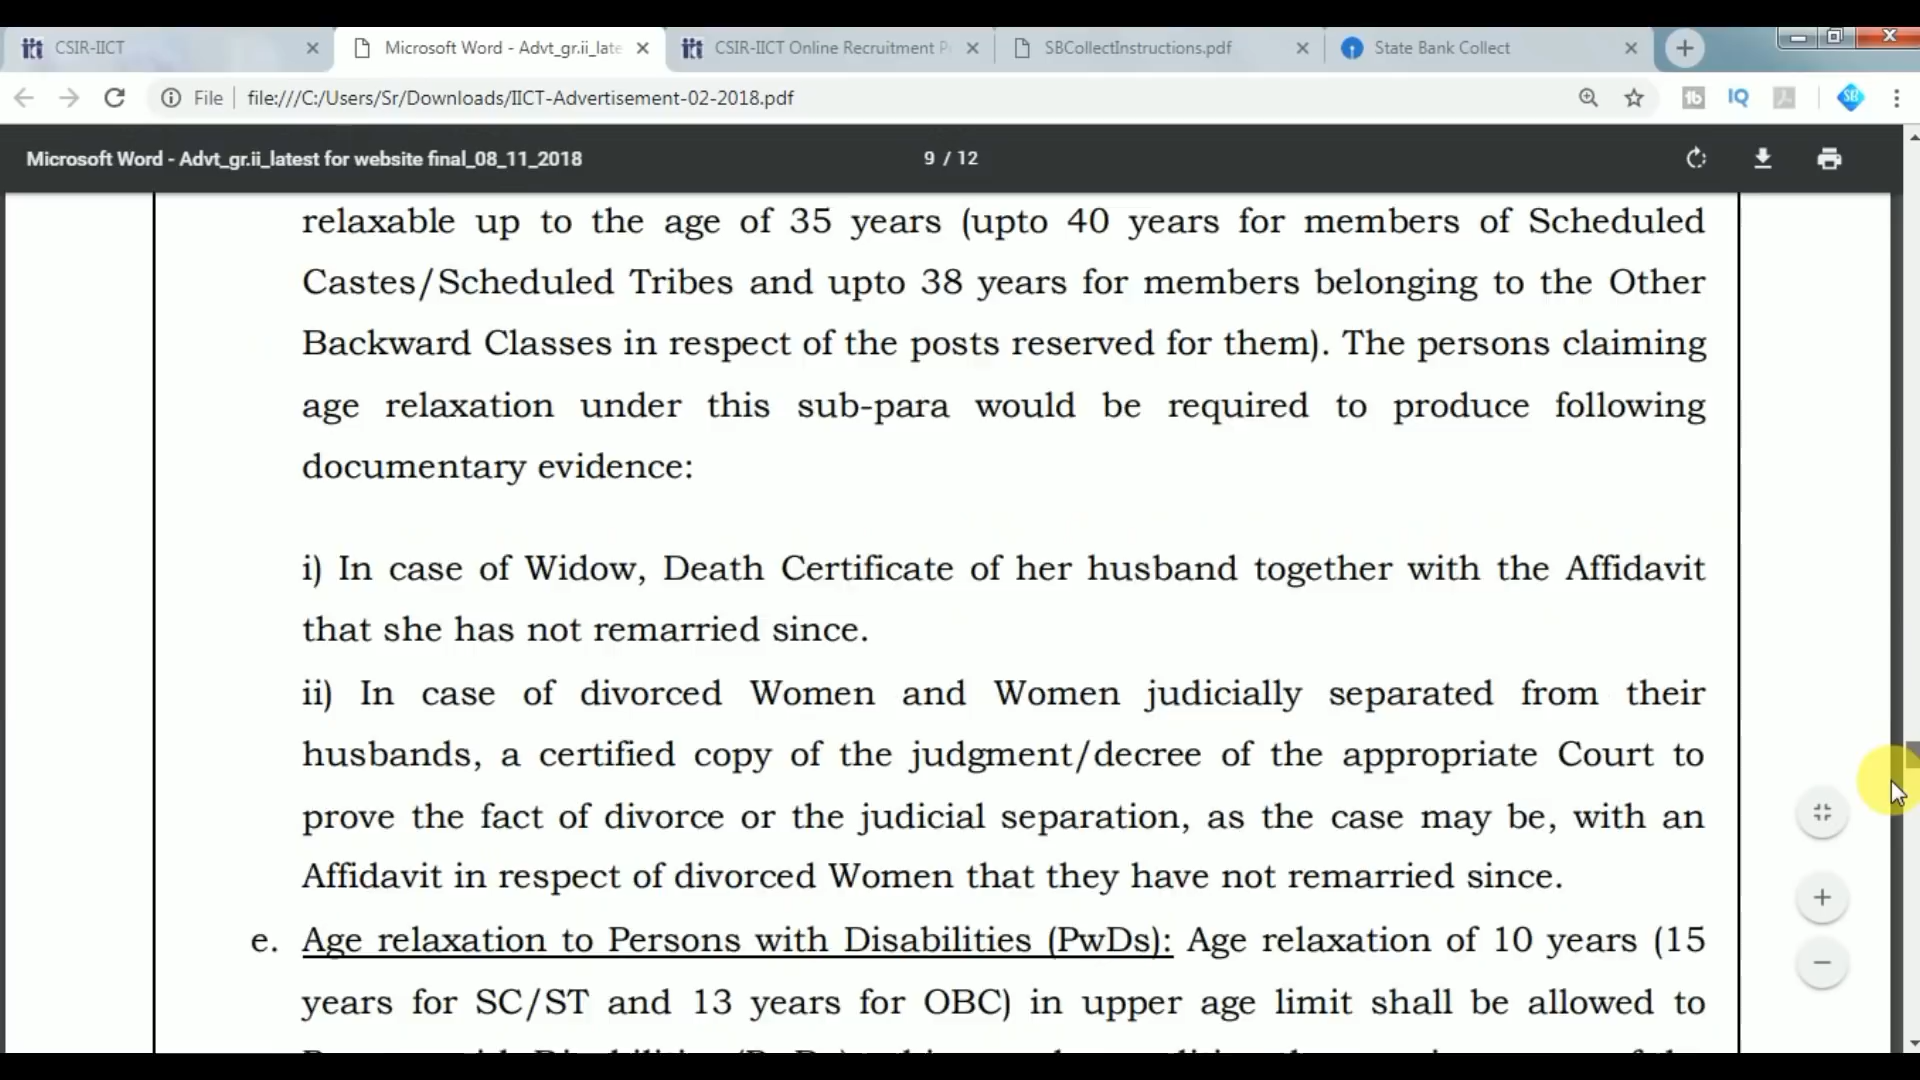 CSIR-IICT
Microsoft Word - Advt_gr.ii_late
CSIR-IICT Online Recruitment P
SBCollectInstructions.pdf
State Bank Collect
File
file:///C:/Users/Sr/Downloads/IICT-Advertisement-02-2018.pdf
Microsoft Word - Advt_gr.ii_latest for website final_08_11_2018
9 / 12
relaxable up to the age of 35 years (upto 40 years for members of Scheduled
Castes/Scheduled Tribes and upto 38 years for members belonging to the Other
Backward Classes in respect of the posts reserved for them). The persons claiming
age relaxation under this sub-para would be required to produce following
documentary evidence:
i) In case of Widow, Death Certificate of her husband together with the Affidavit
that she has not remarried since.
ii) In case of divorced Women and Women judicially separated from their
husbands, a certified copy of the judgment/decree of the appropriate Court to
prove the fact of divorce or the judicial separation, as the case may be, with an
Affidavit in respect of divorced Women that they have not remarried since.
e. Age relaxation to Persons with Disabilities (PwDs): Age relaxation of 10 years (15
years for SC/ST and 13 years for OBC) in upper age limit shall be allowed to